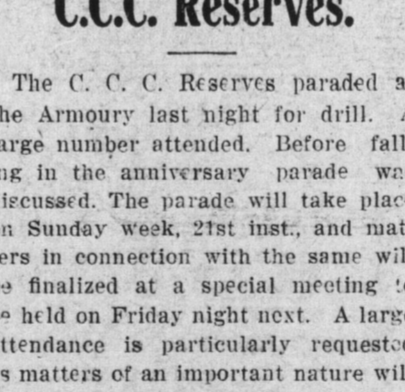 C.C.C. Reserves.
The C. C. C. Reserves paraded a
he Armoury last night for drill. A
arge number attended. Before fall
ng in the anniversary parade wa
iscussed. The parade will take plac
n Sunday week, 21st inst., and mat
ers in connection with the same wil
e finalized at a special meeting t
e held on Friday night next. A larg
ttendance is particularly requeste
s matters of an important nature wil